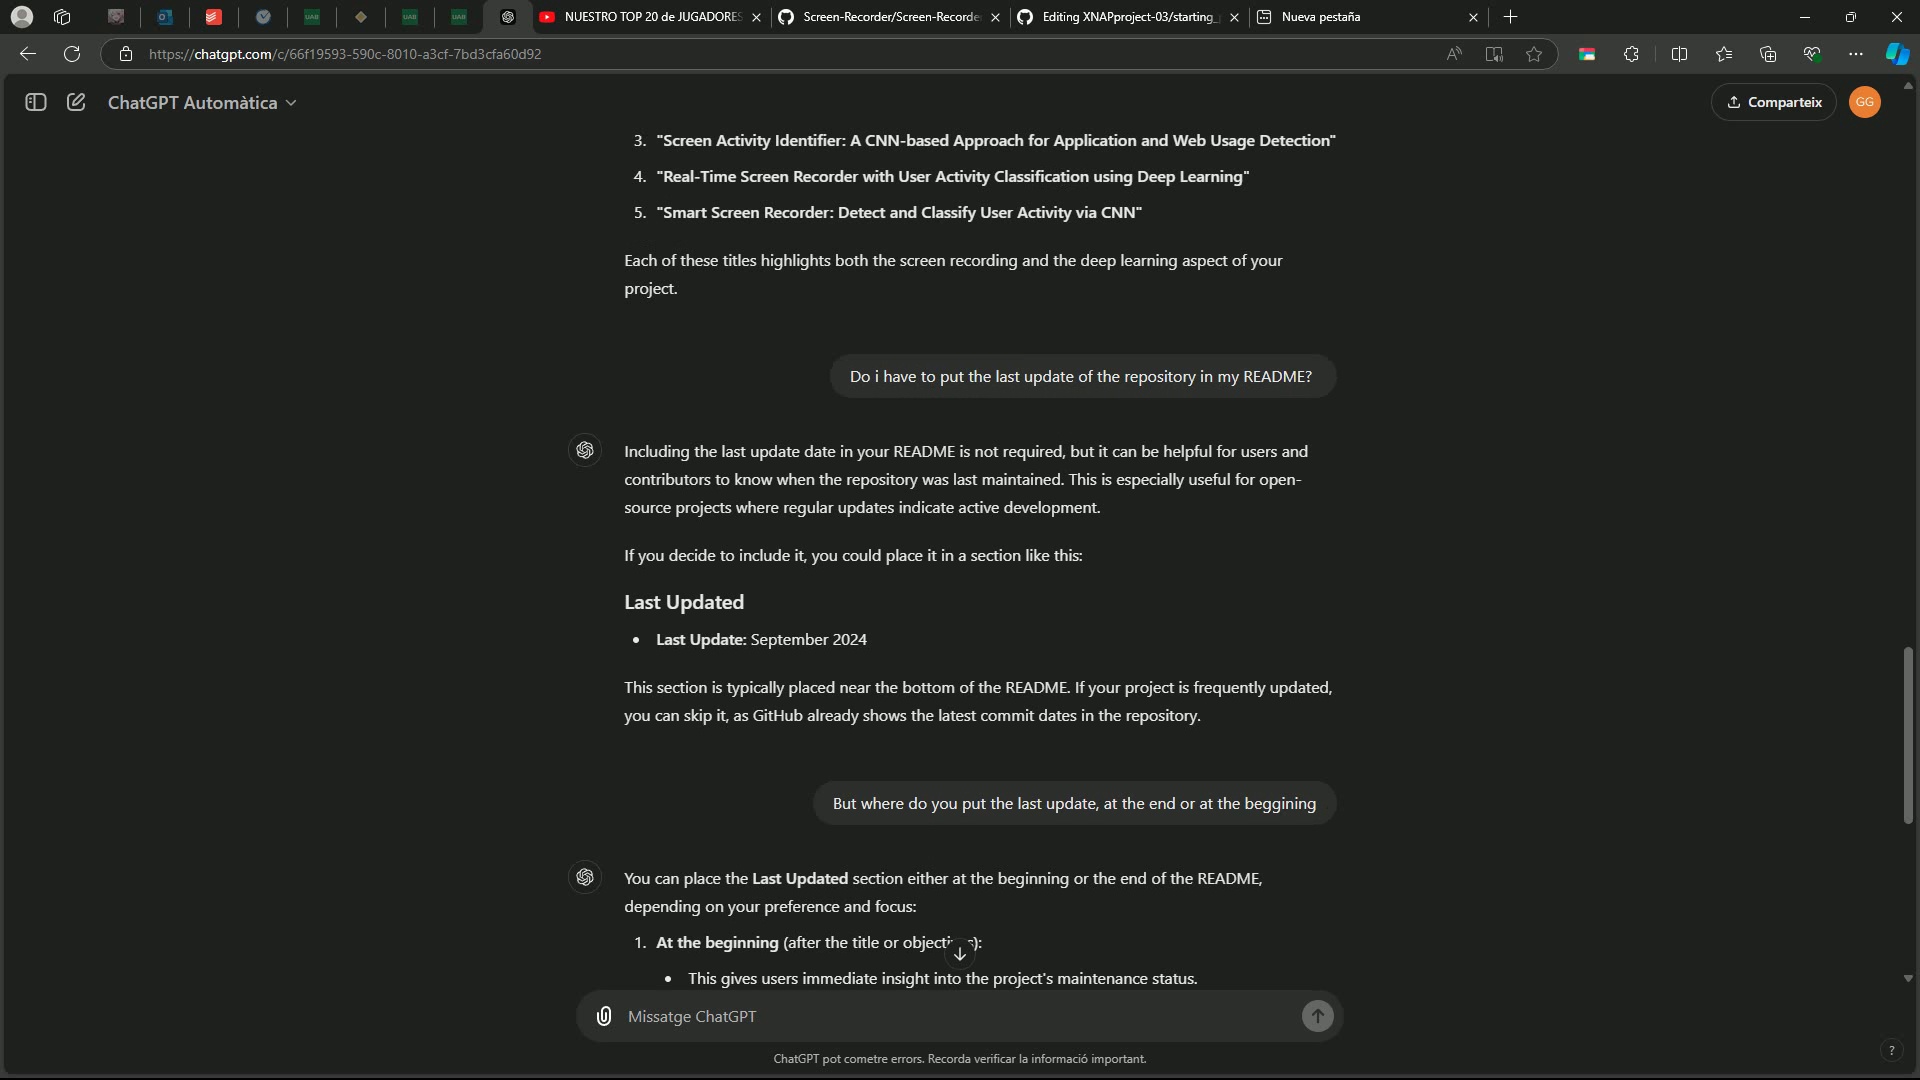 NUESTRO TOP 20 de JUGADORES
Screen-Recorder/Screen-Recorde
Editing XNAPproject-03/starting_
Nueva pestaña
https://chatgpt.com/c/66f19593-590c-8010-a3cf-7bd3cfa60d92
ChatGPT Automàtica
Comparteix
GG
3. "Screen Activity Identifier: A CNN-based Approach for Application and Web Usage Detection"
4. "Real-Time Screen Recorder with User Activity Classification using Deep Learning"
5. "Smart Screen Recorder: Detect and Classify User Activity via CNN"
Each of these titles highlights both the screen recording and the deep learning aspect of your
project.
Do i have to put the last update of the repository in my README?
Including the last update date in your README is not required, but it can be helpful for users and
contributors to know when the repository was last maintained. This is especially useful for open-
source projects where regular updates indicate active development.
If you decide to include it, you could place it in a section like this:
Last Updated
• Last Update: September 2024
This section is typically placed near the bottom of the README. If your project is frequently updated,
you can skip it, as GitHub already shows the latest commit dates in the repository.
But where do you put the last update, at the end or at the beggining
You can place the Last Updated section either at the beginning or the end of the README,
depending on your preference and focus:
1. At the beginning (after the title or
• This gives users immediate insight into the project's maintenance status.
Missatge ChatGPT
ChatGPT pot cometre errors. Recorda verificar la informació important.
?